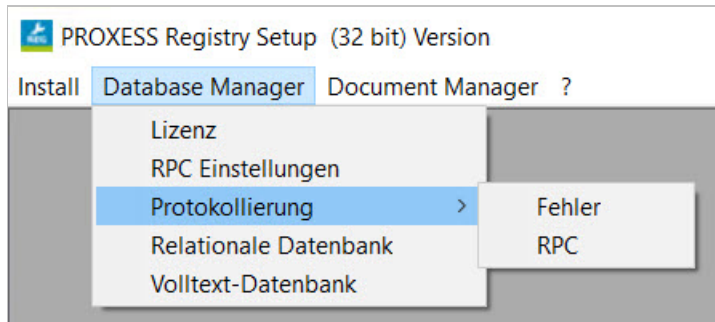 PROXESS Registry Setup (32 bit) Version
Install Database Manager Document Manager ?
Lizenz
RPC Einstellungen
Protokollierung > Fehler
Relationale Datenbank RPC
Volltext-Datenbank